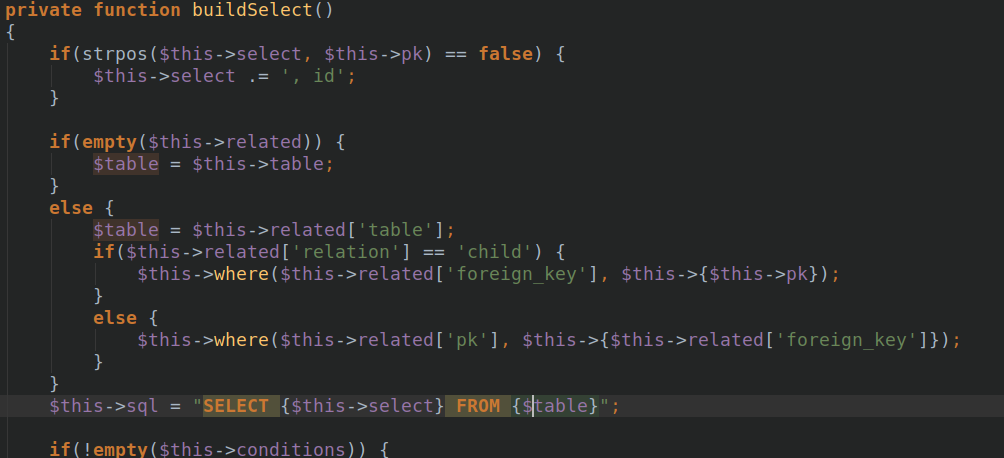 private function buildSelect()
{
    if(strpos($this->select, $this->pk) == false) {
        $this->select .= ', id';
    }

    if(empty($this->related)) {
        $table = $this->table;
    }
    else {
        $table = $this->related['table'];
        if($this->related['relation'] == 'child') {
            $this->where($this->related['foreign_key'], $this->{$this->pk});
        }
        else {
            $this->where($this->related['pk'], $this->{$this->related['foreign_key']});
        }
    }
    $this->sql = "SELECT {$this->select} FROM {$table}";

    if(!empty($this->conditions)) {